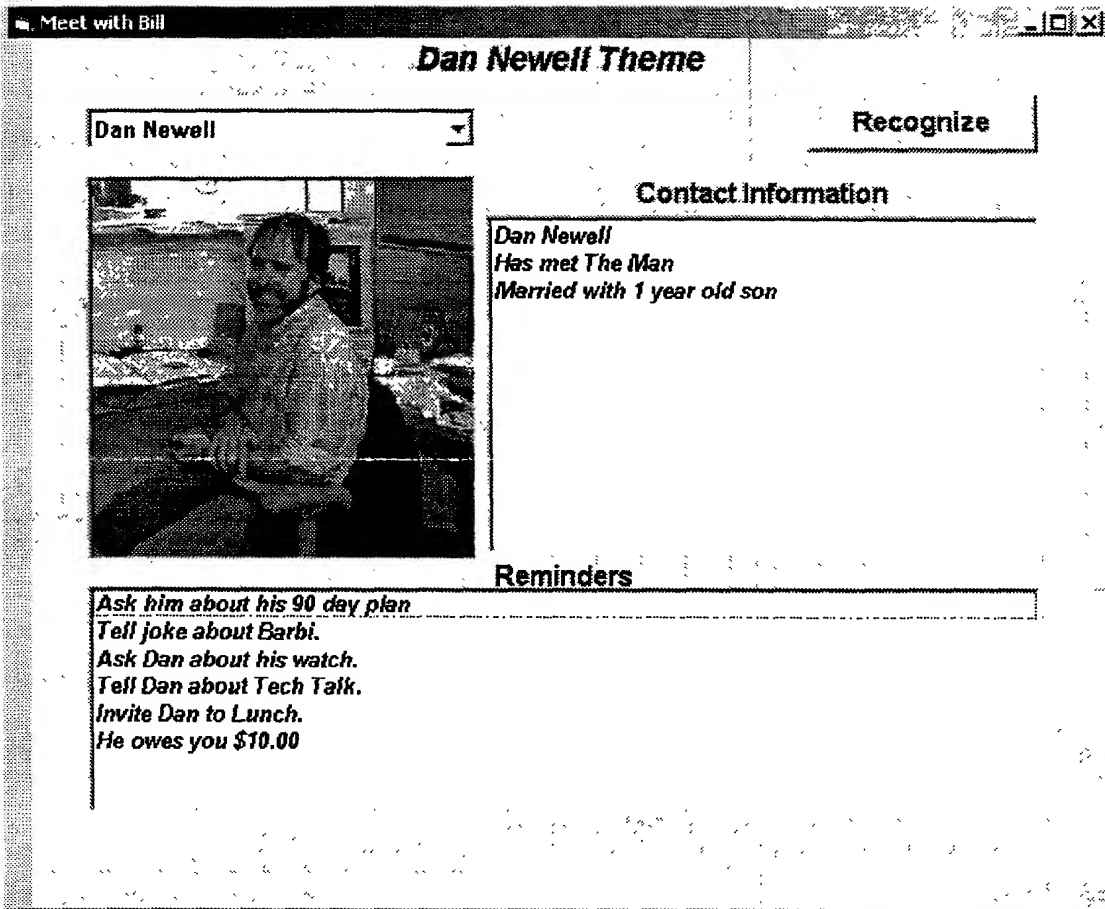 Meet with Bill
Dan Newell Theme
Dan Newell
Recognize
Contact Information
Dan Newell
Has met The Man
Married with 1 year old son
Reminders
Ask him about his 90 day plan
Tell joke about Barbi.
Ask Dan about his watch.
Tell Dan about Tech Talk.
Invite Dan to Lunch.
He owes you $10.00